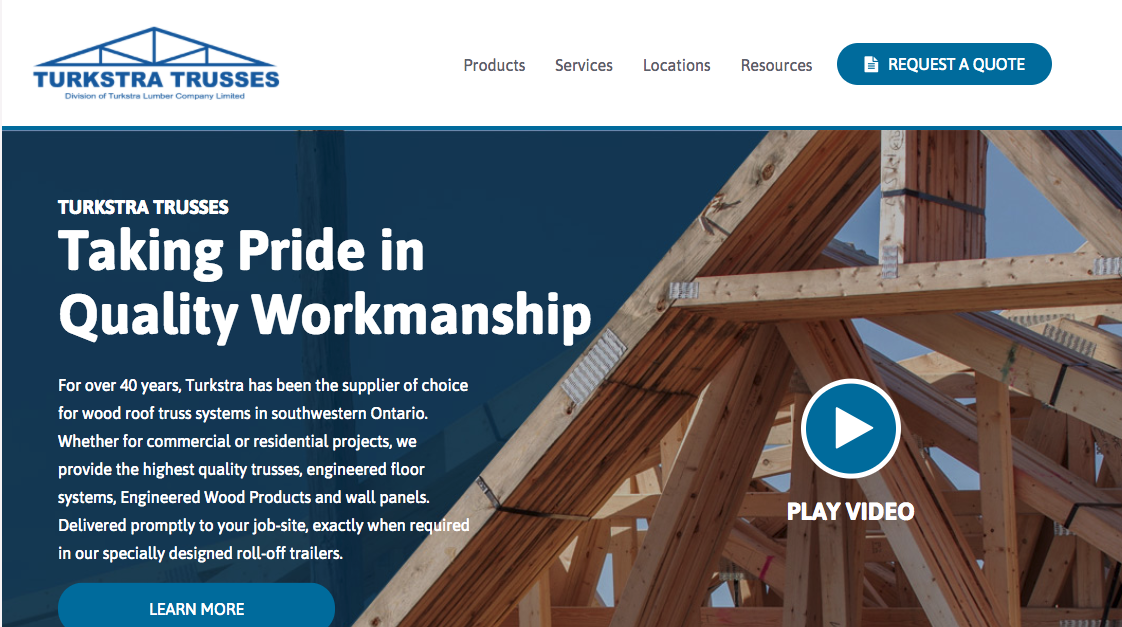 TURKSTRA TRUSSES
Division of Turkstra Lumber Company Limited
Products
Services
Locations
Resources
REQUEST A QUOTE
TURKSTRA TRUSSES
Taking Pride in
Quality Workmanship
For over 40 years, Turkstra has been the supplier of choice
for wood roof truss systems in southwestern Ontario.
Whether for commercial or residential projects, we
provide the highest quality trusses, engineered floor
systems, Engineered Wood Products and wall panels.
Delivered promptly to your job-site, exactly when required
in our specially designed roll-off trailers.
LEARN MORE
PLAY VIDEO